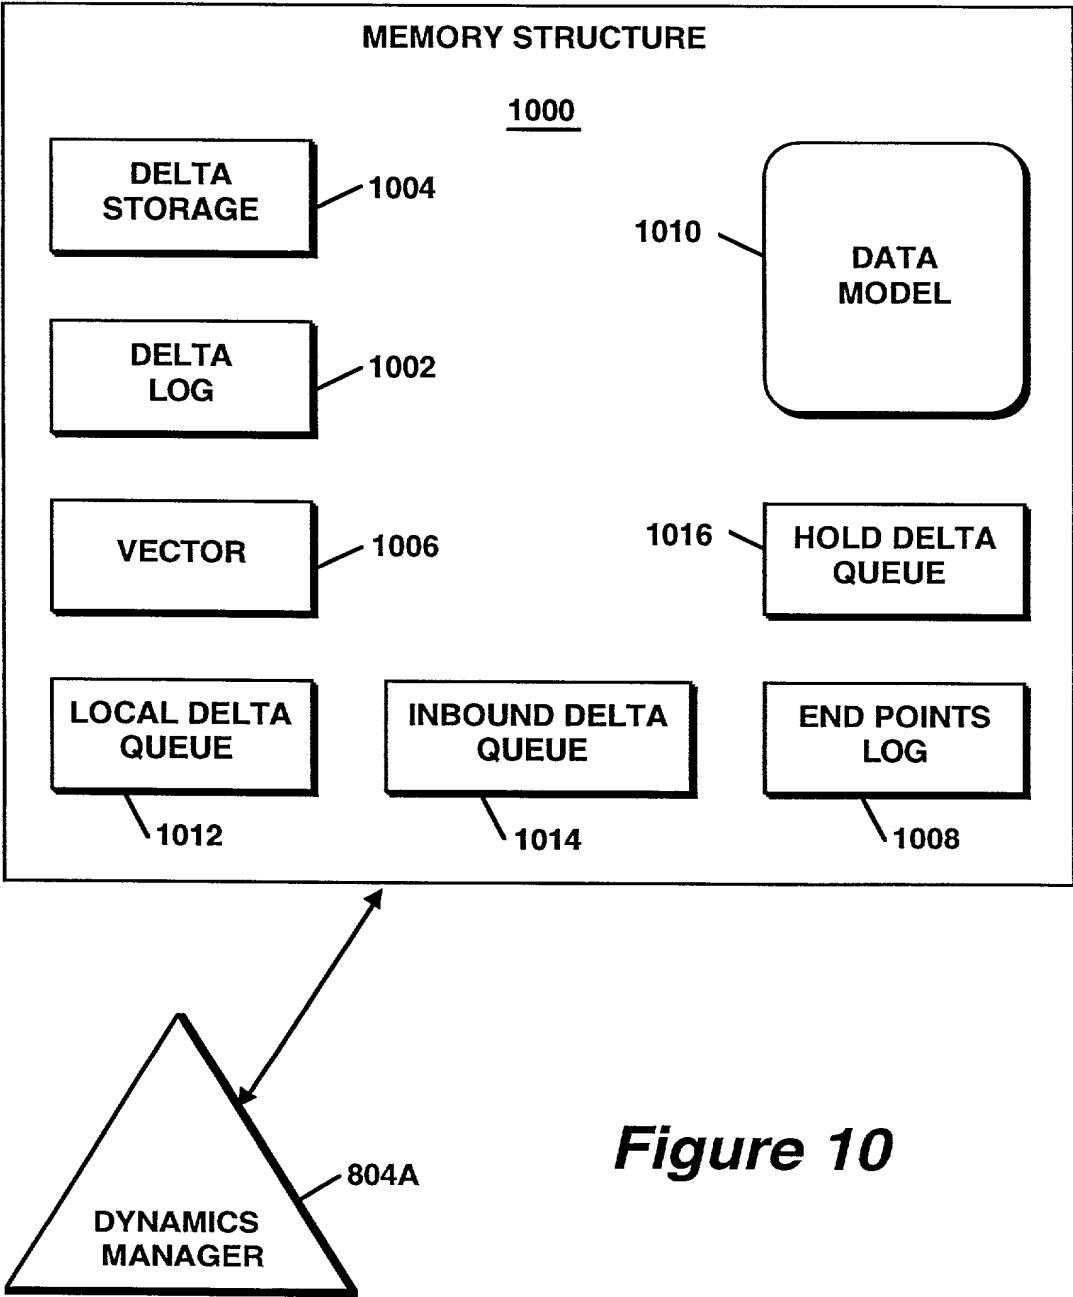 MEMORY STRUCTURE
1000
DELTA
STORAGE
1004
1010
DATA
MODEL
DELTA
LOG
1002
VECTOR
1006
1016
HOLD DELTA
QUEUE
LOCAL DELTA
QUEUE
1012
INBOUND DELTA
QUEUE
1014
END POINTS
LOG
1008
804A
DYNAMICS
MANAGER
Figure 10